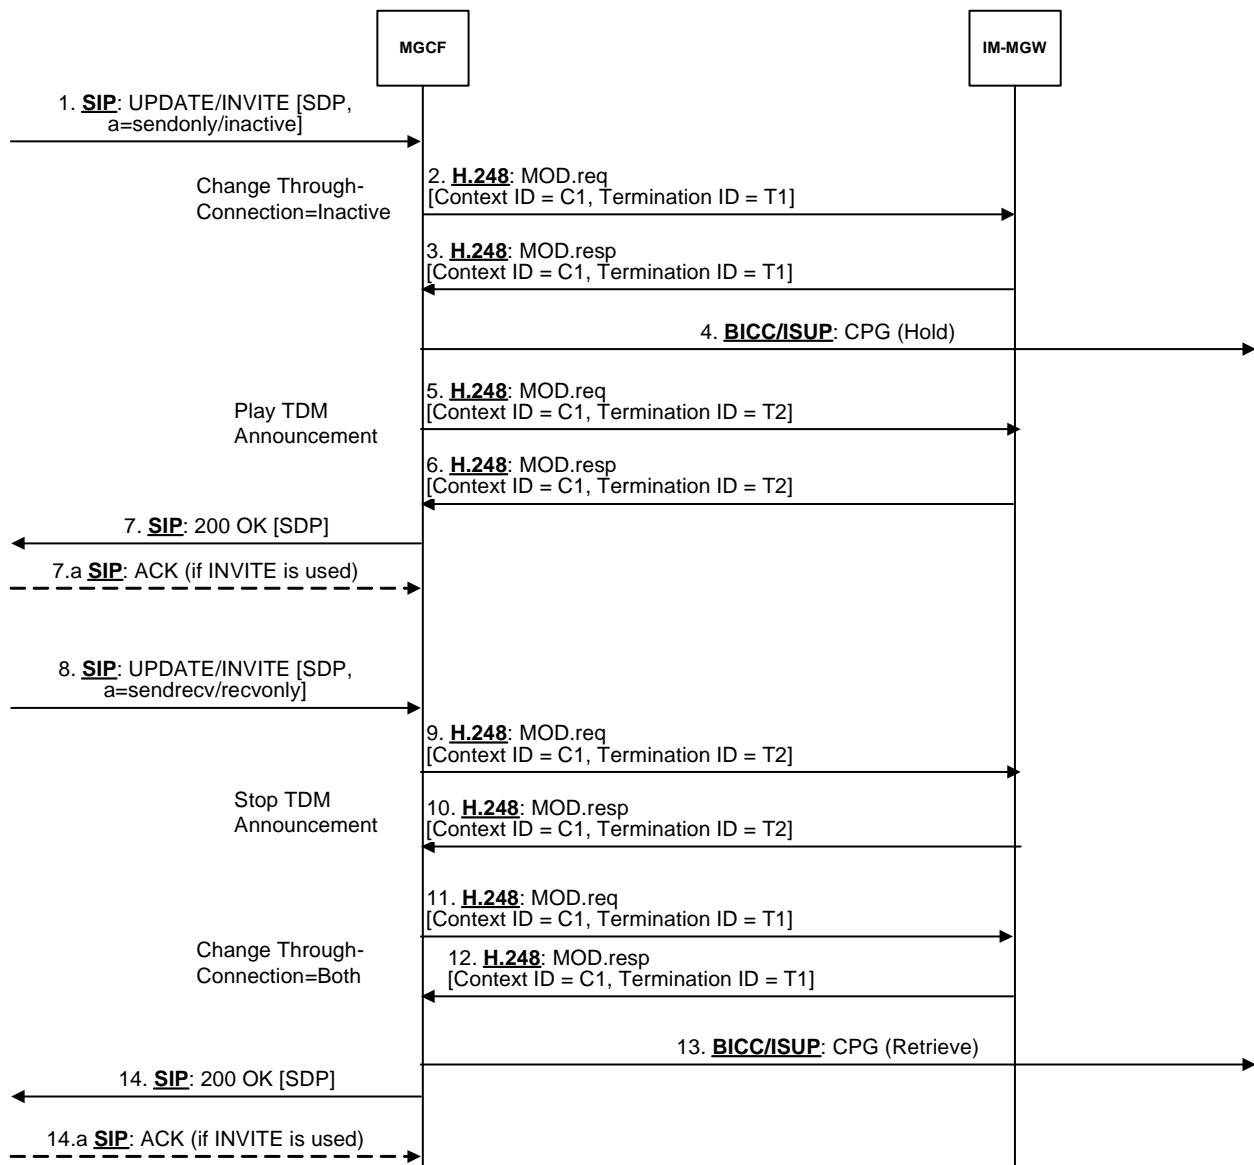 MGCF
IM-MGW
1. SIP: UPDATE/INVITE [SDP,
a=sendonly/inactive]
Change Through-
Connection=Inactive
2. H.248: MOD.req
[Context ID = C1, Termination ID = T1]
3. H.248: MOD.resp
[Context ID = C1, Termination ID = T1]
4. BICC/ISUP: CPG (Hold)
Play TDM
Announcement
5. H.248: MOD.req
[Context ID = C1, Termination ID = T2]
6. H.248: MOD.resp
[Context ID = C1, Termination ID = T2]
7. SIP: 200 OK [SDP]
7.a SIP: ACK (if INVITE is used)
8. SIP: UPDATE/INVITE [SDP,
a=sendrecv/recvonly]
9. H.248: MOD.req
[Context ID = C1, Termination ID = T2]
Stop TDM
Announcement
10. H.248: MOD.resp
[Context ID = C1, Termination ID = T2]
11. H.248: MOD.req
[Context ID = C1, Termination ID = T1]
Change Through-
Connection=Both
12. H.248: MOD.resp
[Context ID = C1, Termination ID = T1]
13. BICC/ISUP: CPG (Retrieve)
14. SIP: 200 OK [SDP]
14.a SIP: ACK (if INVITE is used)